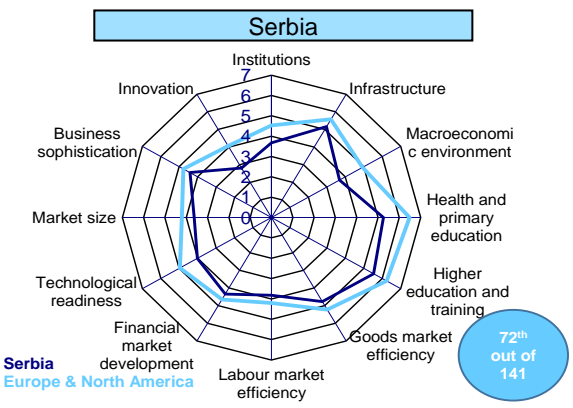 Serbia
Institutions
Infrastructure
Macroeconomi
c environment
Health and
primary
education
Higher
education and
training
Goods market
efficiency
Labour market
efficiency
Financial
market
development
Technological
readiness
Market size
Business
sophistication
Innovation
7
6
5
4
3
2
1
0
Serbia
Europe & North America
72th
out of
141